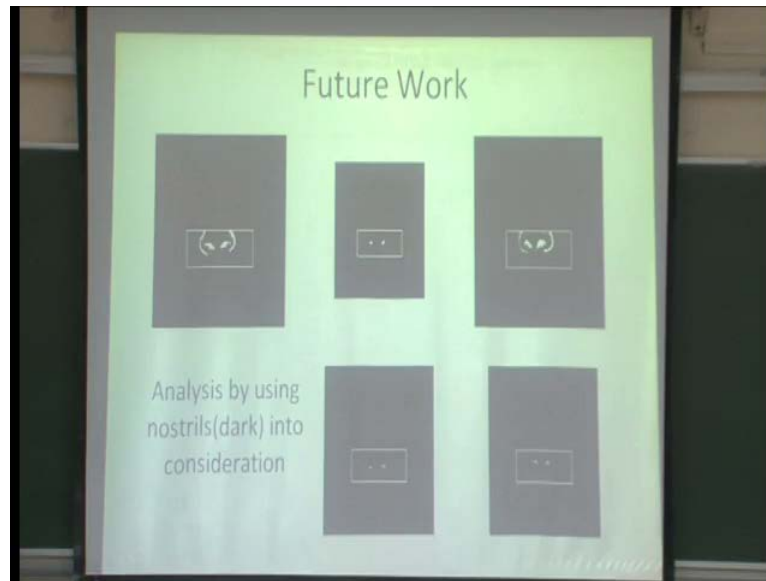 Future Work
Analysis by using
nostrils(dark) into
consideration